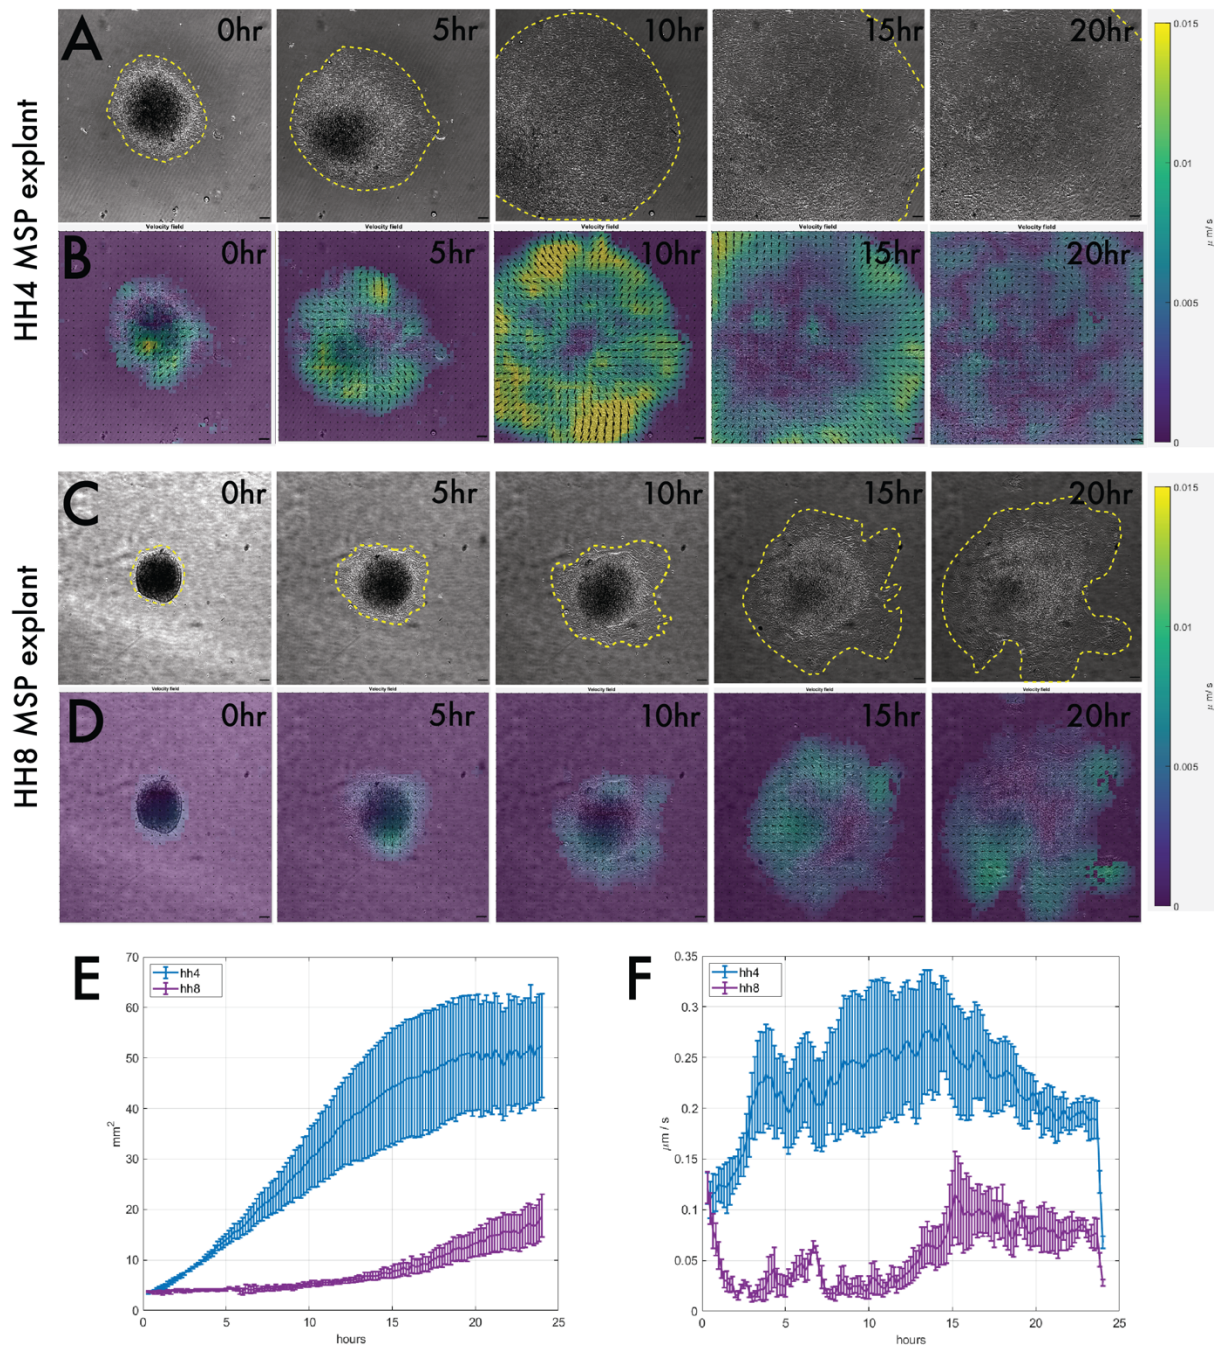 HH4 MSP explant
A
0hr
5hr
10hr
15hr
20hr
Velocity field
Velocity field
Velocity field
Velocity field
Velocity field
B
0hr
5hr
10hr
15hr
20hr
0.015
0.01
0.005
0
μ m/ s
HH8 MSP explant
C
0hr
5hr
10hr
15hr
20hr
Velocity field
Velocity field
Velocity field
Velocity field
Velocity field
D
0hr
5hr
10hr
15hr
20hr
0.015
0.01
0.005
0
μ m/ s
E
hh4
hh8
70
60
50
40
30
20
10
0
mm²
0
5
10
15
20
25
hours
F
hh4
hh8
0.35
0.3
0.25
0.2
0.15
0.1
0.05
0
μm / s
0
5
10
15
20
25
hours